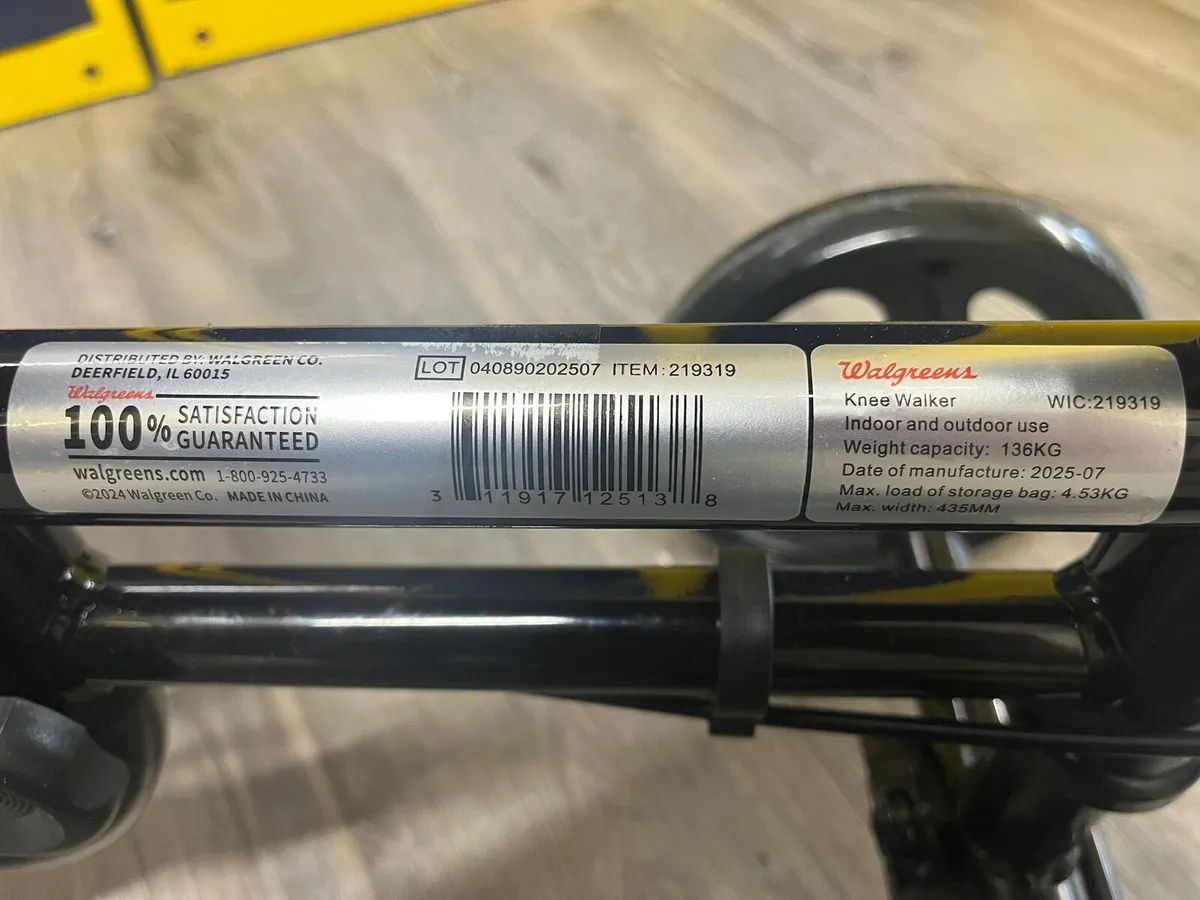 DISTRIBUTED BY: WALGREEN CO.
DEERFIELD, IL 60015
Walgreens
100% SATISFACTION GUARANTEED
walgreens.com 1-800-925-4733
©2024 Walgreen Co. MADE IN CHINA
LOT 040890202507 ITEM:219319
3 11917 12513 8
Walgreens
Knee Walker WIC:219319
Indoor and outdoor use
Weight capacity: 136KG
Date of manufacture: 2025-07
Max. load of storage bag: 4.53KG
Max. width: 435MM